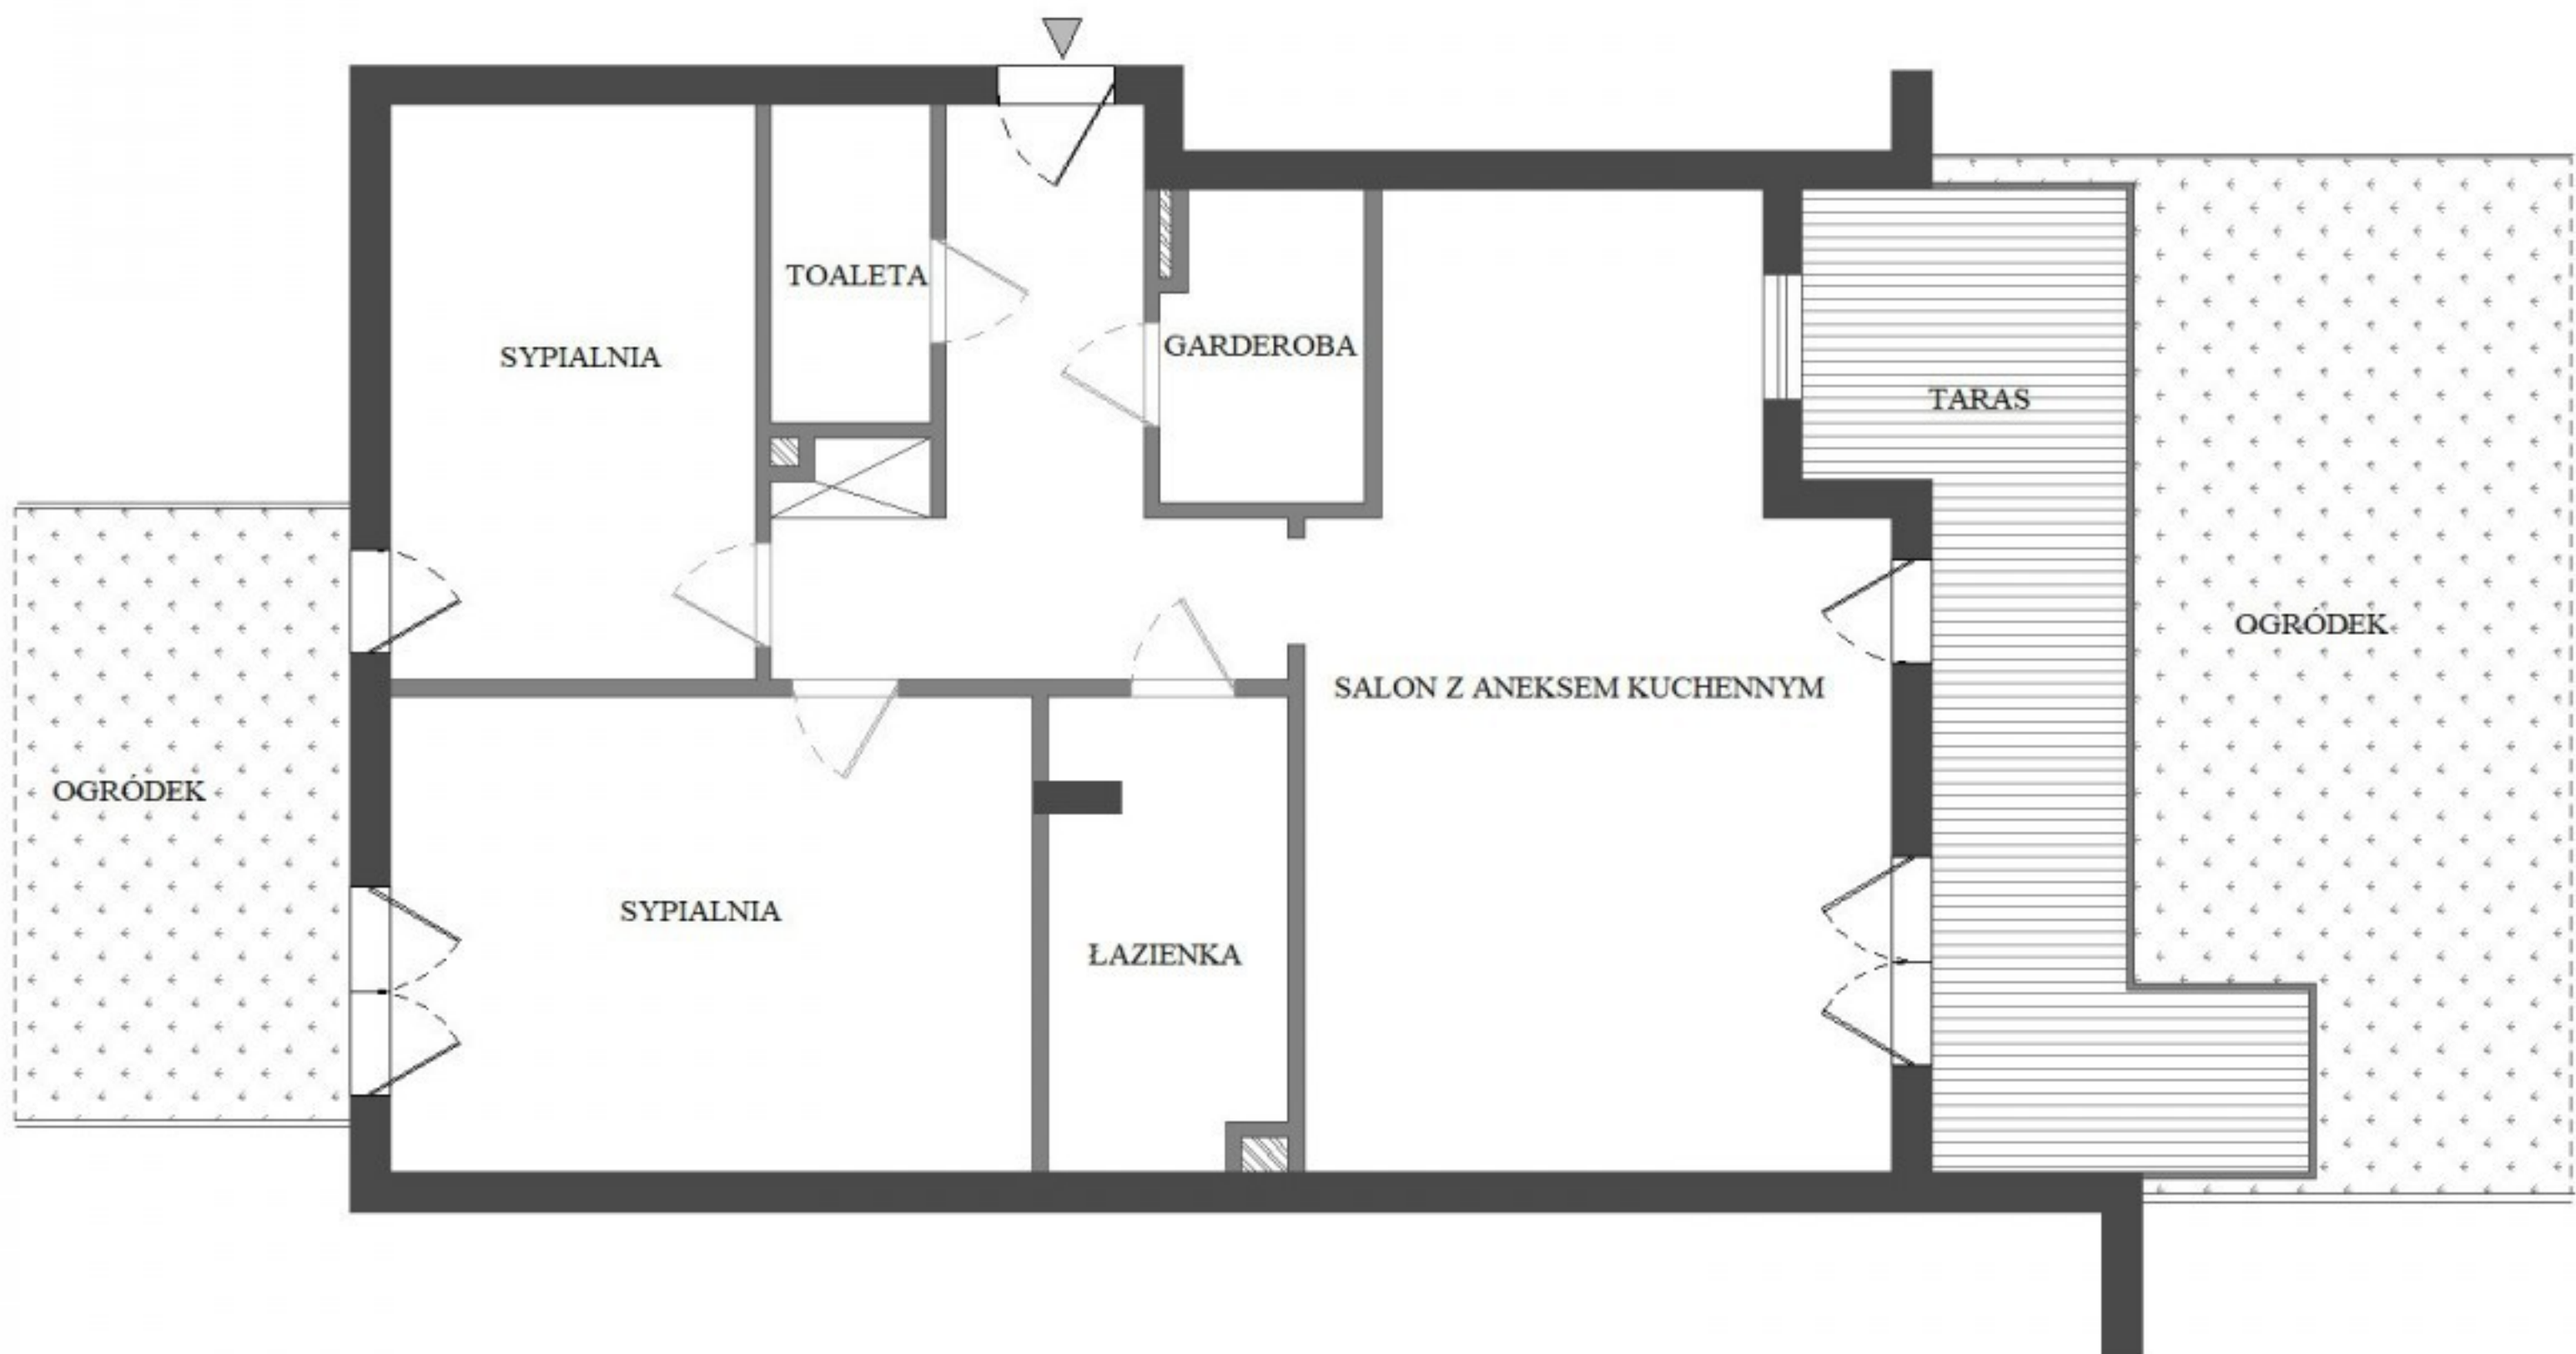 TOALETA
SYPIALNIA
GARDEROBA
TARAS
OGRÓDEK
SALON Z ANEKSEM KUCHENNYM
OGRÓDEK
SYPIALNIA
ŁAZIENKA